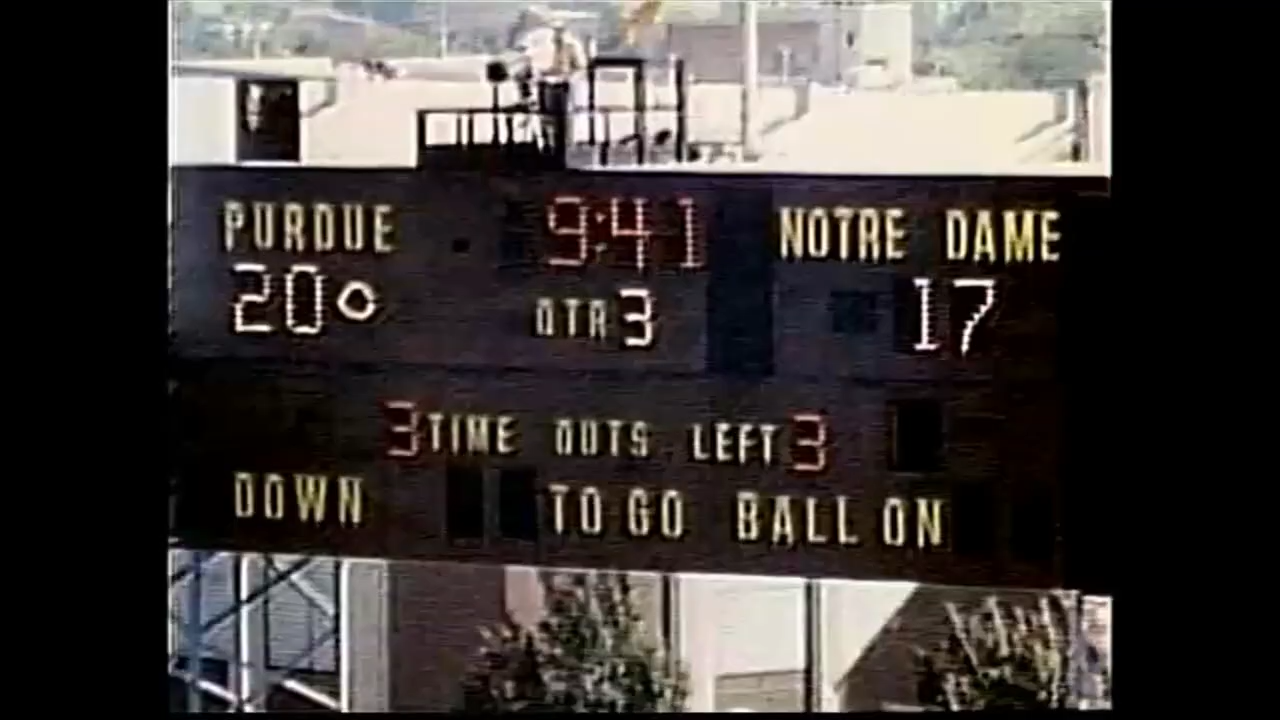 PURDUE 9:41 NOTRE DAME
20 QTR 3 17
3 TIME OUTS LEFT 3
DOWN TO GO BALL ON